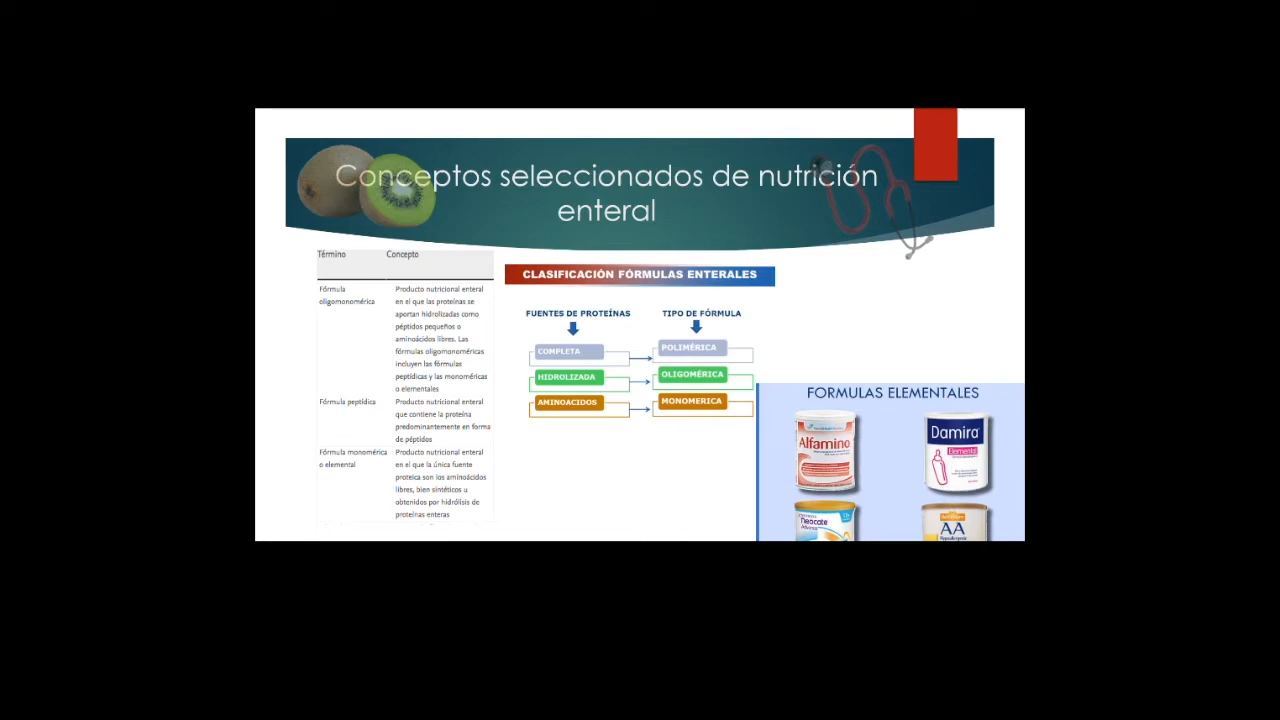 Conceptos seleccionados de nutrición
enteral
Término Concepto
Fórmula
oligomonomérica
Producto nutricional enteral
en el que las proteínas se
aportan hidrolizadas como
péptidos pequeños o
aminoácidos libres. Las
fórmulas oligomonoméricas
incluyen las fórmulas
peptídicas y las monoméricas
o elementales
Fórmula peptídica
Producto nutricional enteral
que contiene la proteína
predominantemente en forma
de péptidos
Fórmula monomérica
o elemental
Producto nutricional enteral
en el que la única fuente
proteica son los aminoácidos
libres, bien sintéticos u
obtenidos por hidrólisis de
proteínas enteras
CLASIFICACIÓN FÓRMULAS ENTERALES
FUENTES DE PROTEÍNAS TIPO DE FÓRMULA
COMPLETA POLIMÉRICA
HIDROLIZADA OLIGOMÉRICA
AMINOACIDOS MONOMERICA
FORMULAS ELEMENTALES
Alfamino
Damira
Elemental
Neocate
Advance
AA